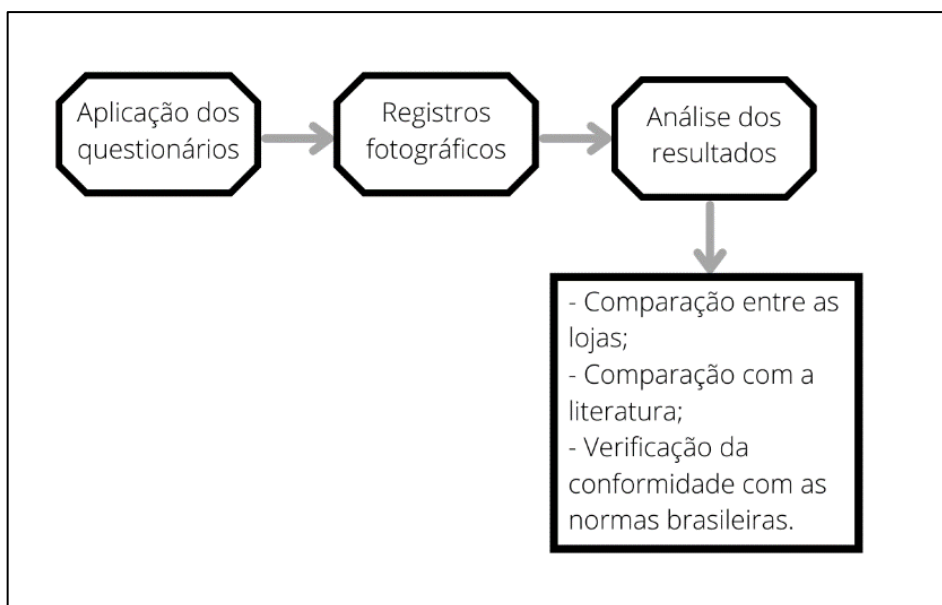 Aplicação dos
questionários
Registros
fotográficos
Análise dos
resultados
- Comparação entre as
lojas;
- Comparação com a
literatura;
- Verificação da
conformidade com as
normas brasileiras.